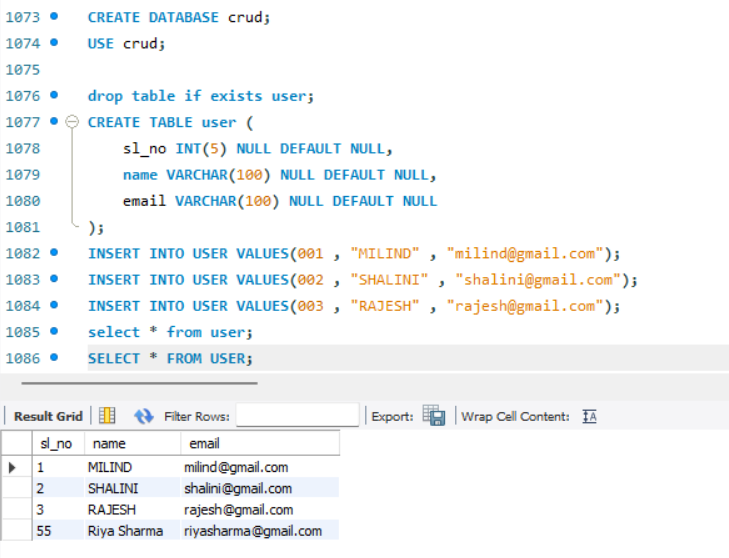 1073 CREATE DATABASE crud;
1074 USE crud;
1075
1076 drop table if exists user;
1077 CREATE TABLE user (
1078 sl_no INT(5) NULL DEFAULT NULL,
1079 name VARCHAR(100) NULL DEFAULT NULL,
1080 email VARCHAR(100) NULL DEFAULT NULL
1081 );
1082 INSERT INTO USER VALUES(001 , "MILIND" , "milind@gmail.com");
1083 INSERT INTO USER VALUES(002 , "SHALINI" , "shalini@gmail.com");
1084 INSERT INTO USER VALUES(003 , "RAJESH" , "rajesh@gmail.com");
1085 select * from user;
1086 SELECT * FROM USER;
Result Grid Filter Rows: Export: Wrap Cell Content: IA
sl_no name email
1 MILIND milind@gmail.com
2 SHALINI shalini@gmail.com
3 RAJESH rajesh@gmail.com
55 Riya Sharma riyasharma@gmail.com